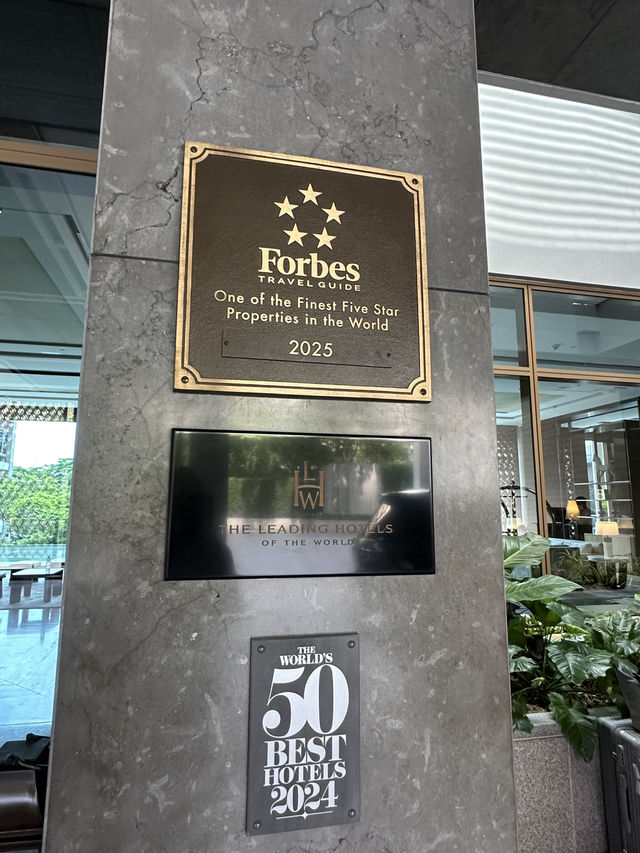 Forbes
TRAVEL GUIDE
One of the Finest Five Star
Properties in the World
2025
LHW
THE LEADING HOTELS
OF THE WORLD
THE
WORLD'S
50
BEST
HOTELS
2024